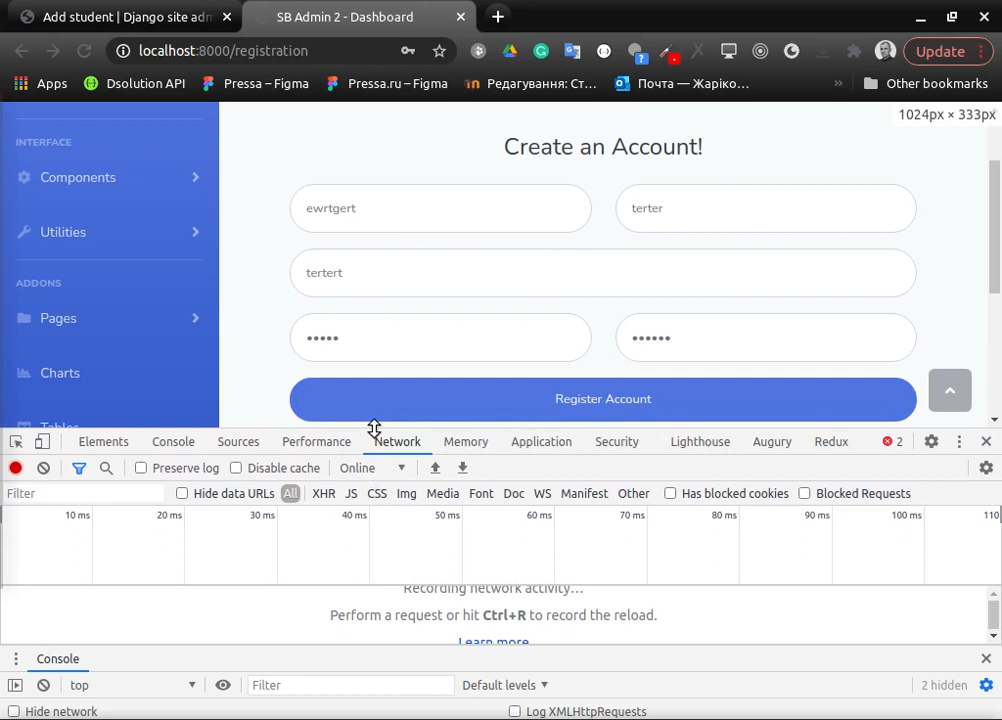 Add student | Django site adm
SB Admin 2 - Dashboard
localhost:8000/registration
Update
Apps
Dsolution API
Pressa – Figma
Pressa.ru – Figma
Редагування: Ст…
Почта — Жаріко…
Other bookmarks
1024px × 333px
INTERFACE
Components
Utilities
ADDONS
Pages
Charts
Tables
Create an Account!
ewrtgert
terter
tertert
Register Account
Elements
Console
Sources
Performance
Network
Memory
Application
Security
Lighthouse
Augury
Redux
2
Preserve log
Disable cache
Online
Filter
Hide data URLs
All
XHR
JS
CSS
Img
Media
Font
Doc
WS
Manifest
Other
Has blocked cookies
Blocked Requests
10 ms
20 ms
30 ms
40 ms
50 ms
60 ms
70 ms
80 ms
90 ms
100 ms
110
Recording network activity…
Perform a request or hit Ctrl+R to record the reload.
Learn more
Console
top
Filter
Default levels
2 hidden
Hide network
Log XMLHttpRequests